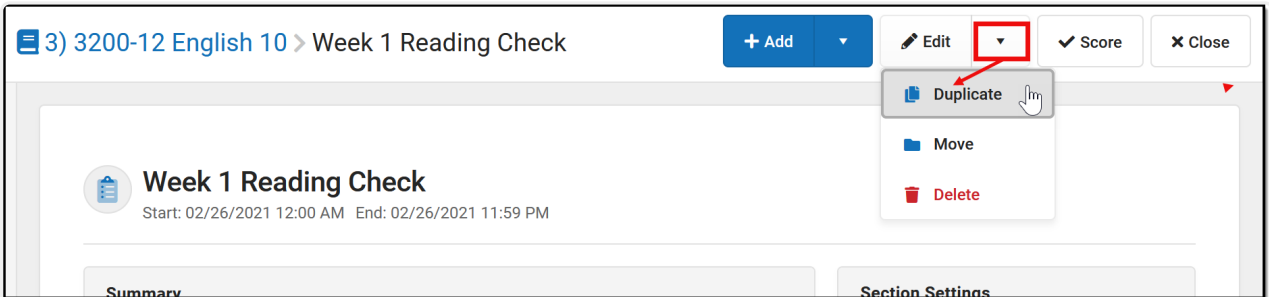 3) 3200-12 English 10 > Week 1 Reading Check
+ Add
Edit
Score
Close
Duplicate
Move
Delete
Week 1 Reading Check
Start: 02/26/2021 12:00 AM End: 02/26/2021 11:59 PM
Summary
Section Settings